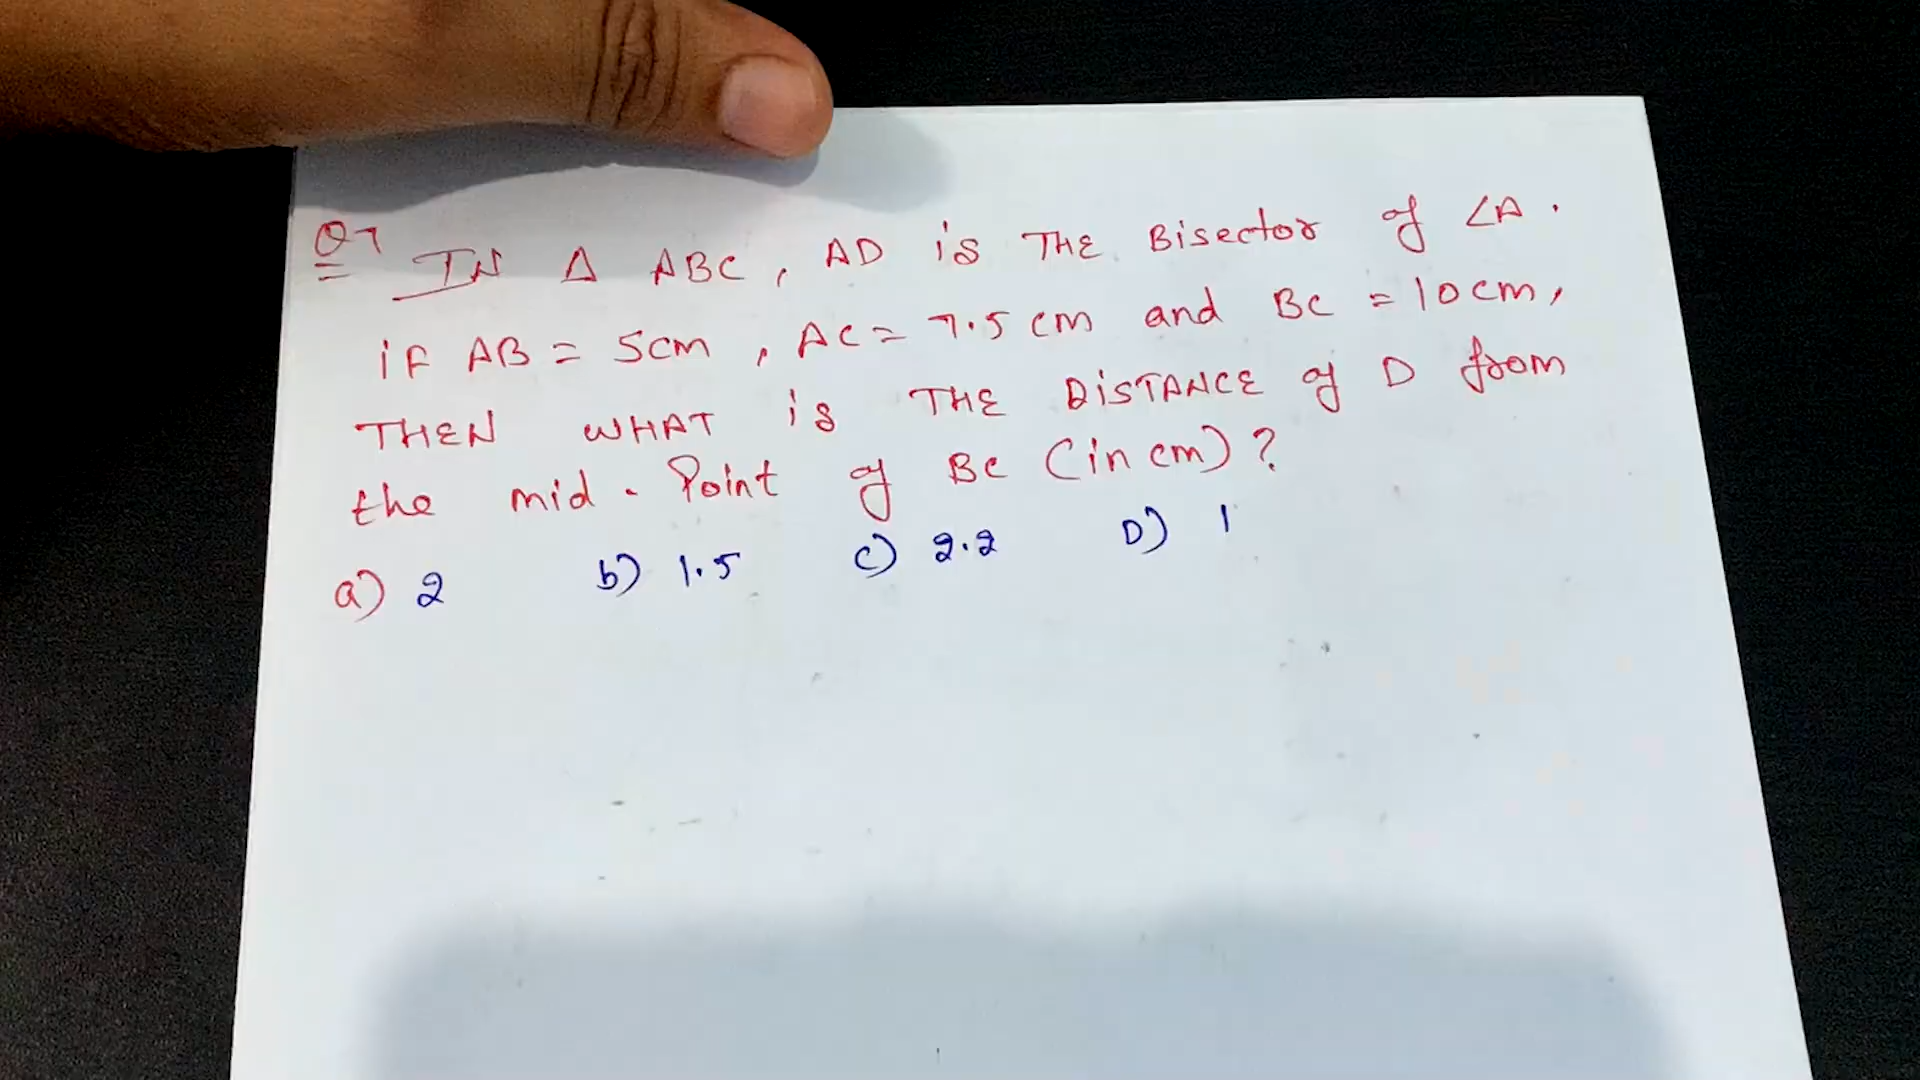 Q7 IN Δ ABC, AD is THE Bisector of ∠A.
iF AB = 5cm, AC = 7.5 cm and BC = 10cm,
THEN WHAT is THE DiSTANCE of D from
the mid-Point of BC (in cm)?
a) 2 b) 1.5 c) 2.2 D) 1